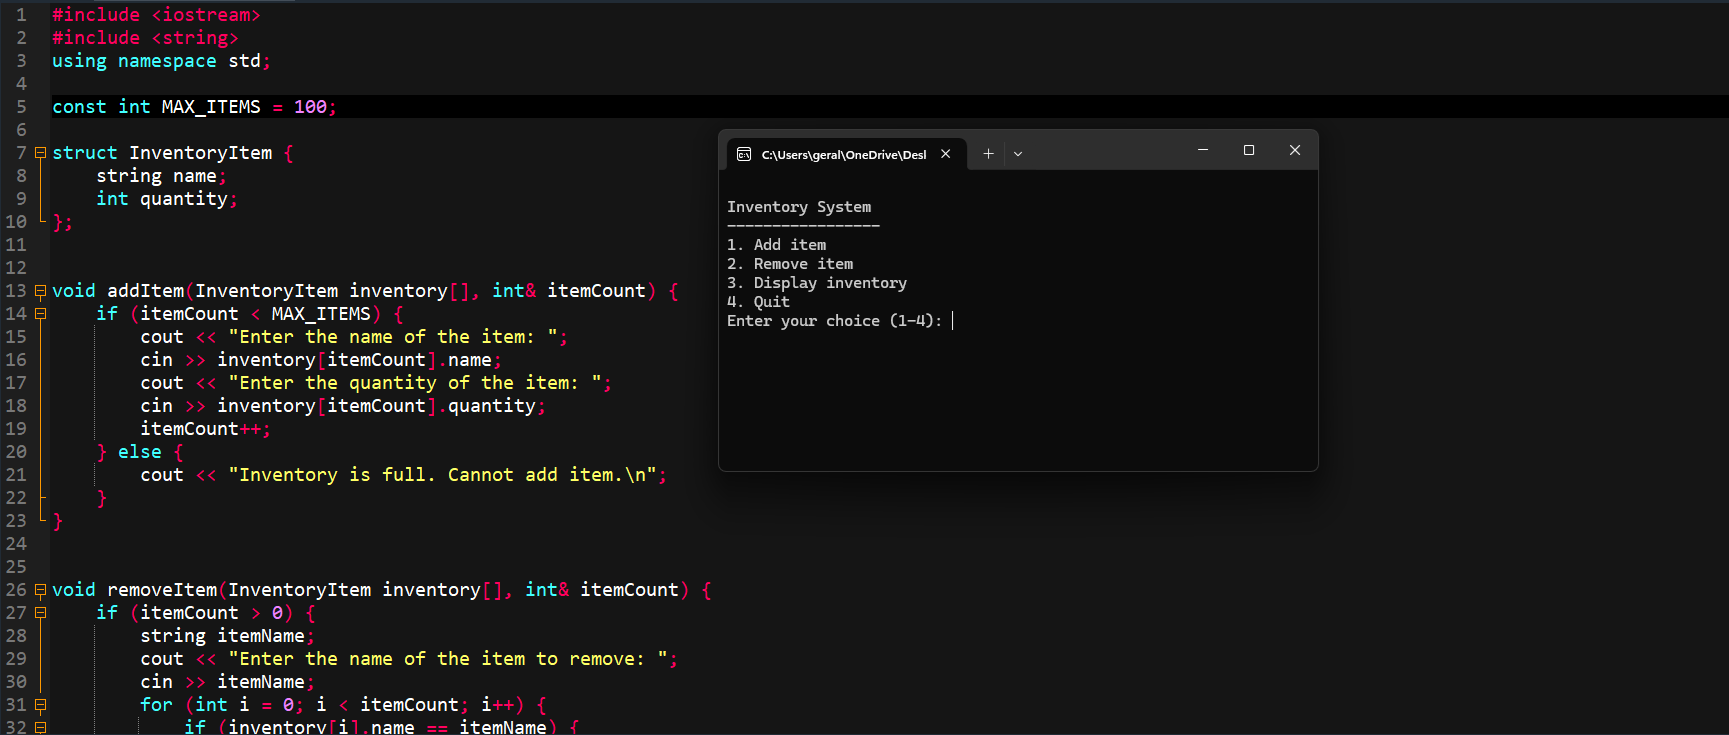 1 #include <iostream>
2 #include <string>
3 using namespace std;
4
5 const int MAX_ITEMS = 100;
6
7 struct InventoryItem {
8     string name;
9     int quantity;
10 };
11
12
13 void addItem(InventoryItem inventory[], int& itemCount) {
14     if (itemCount < MAX_ITEMS) {
15         cout << "Enter the name of the item: ";
16         cin >> inventory[itemCount].name;
17         cout << "Enter the quantity of the item: ";
18         cin >> inventory[itemCount].quantity;
19         itemCount++;
20     } else {
21         cout << "Inventory is full. Cannot add item.\n";
22     }
23 }
24
25
26 void removeItem(InventoryItem inventory[], int& itemCount) {
27     if (itemCount > 0) {
28         string itemName;
29         cout << "Enter the name of the item to remove: ";
30         cin >> itemName;
31         for (int i = 0; i < itemCount; i++) {
32             if (inventory[i].name == itemName) {
C:\Users\geral\OneDrive\Desl
Inventory System
-----------------
1. Add item
2. Remove item
3. Display inventory
4. Quit
Enter your choice (1-4):